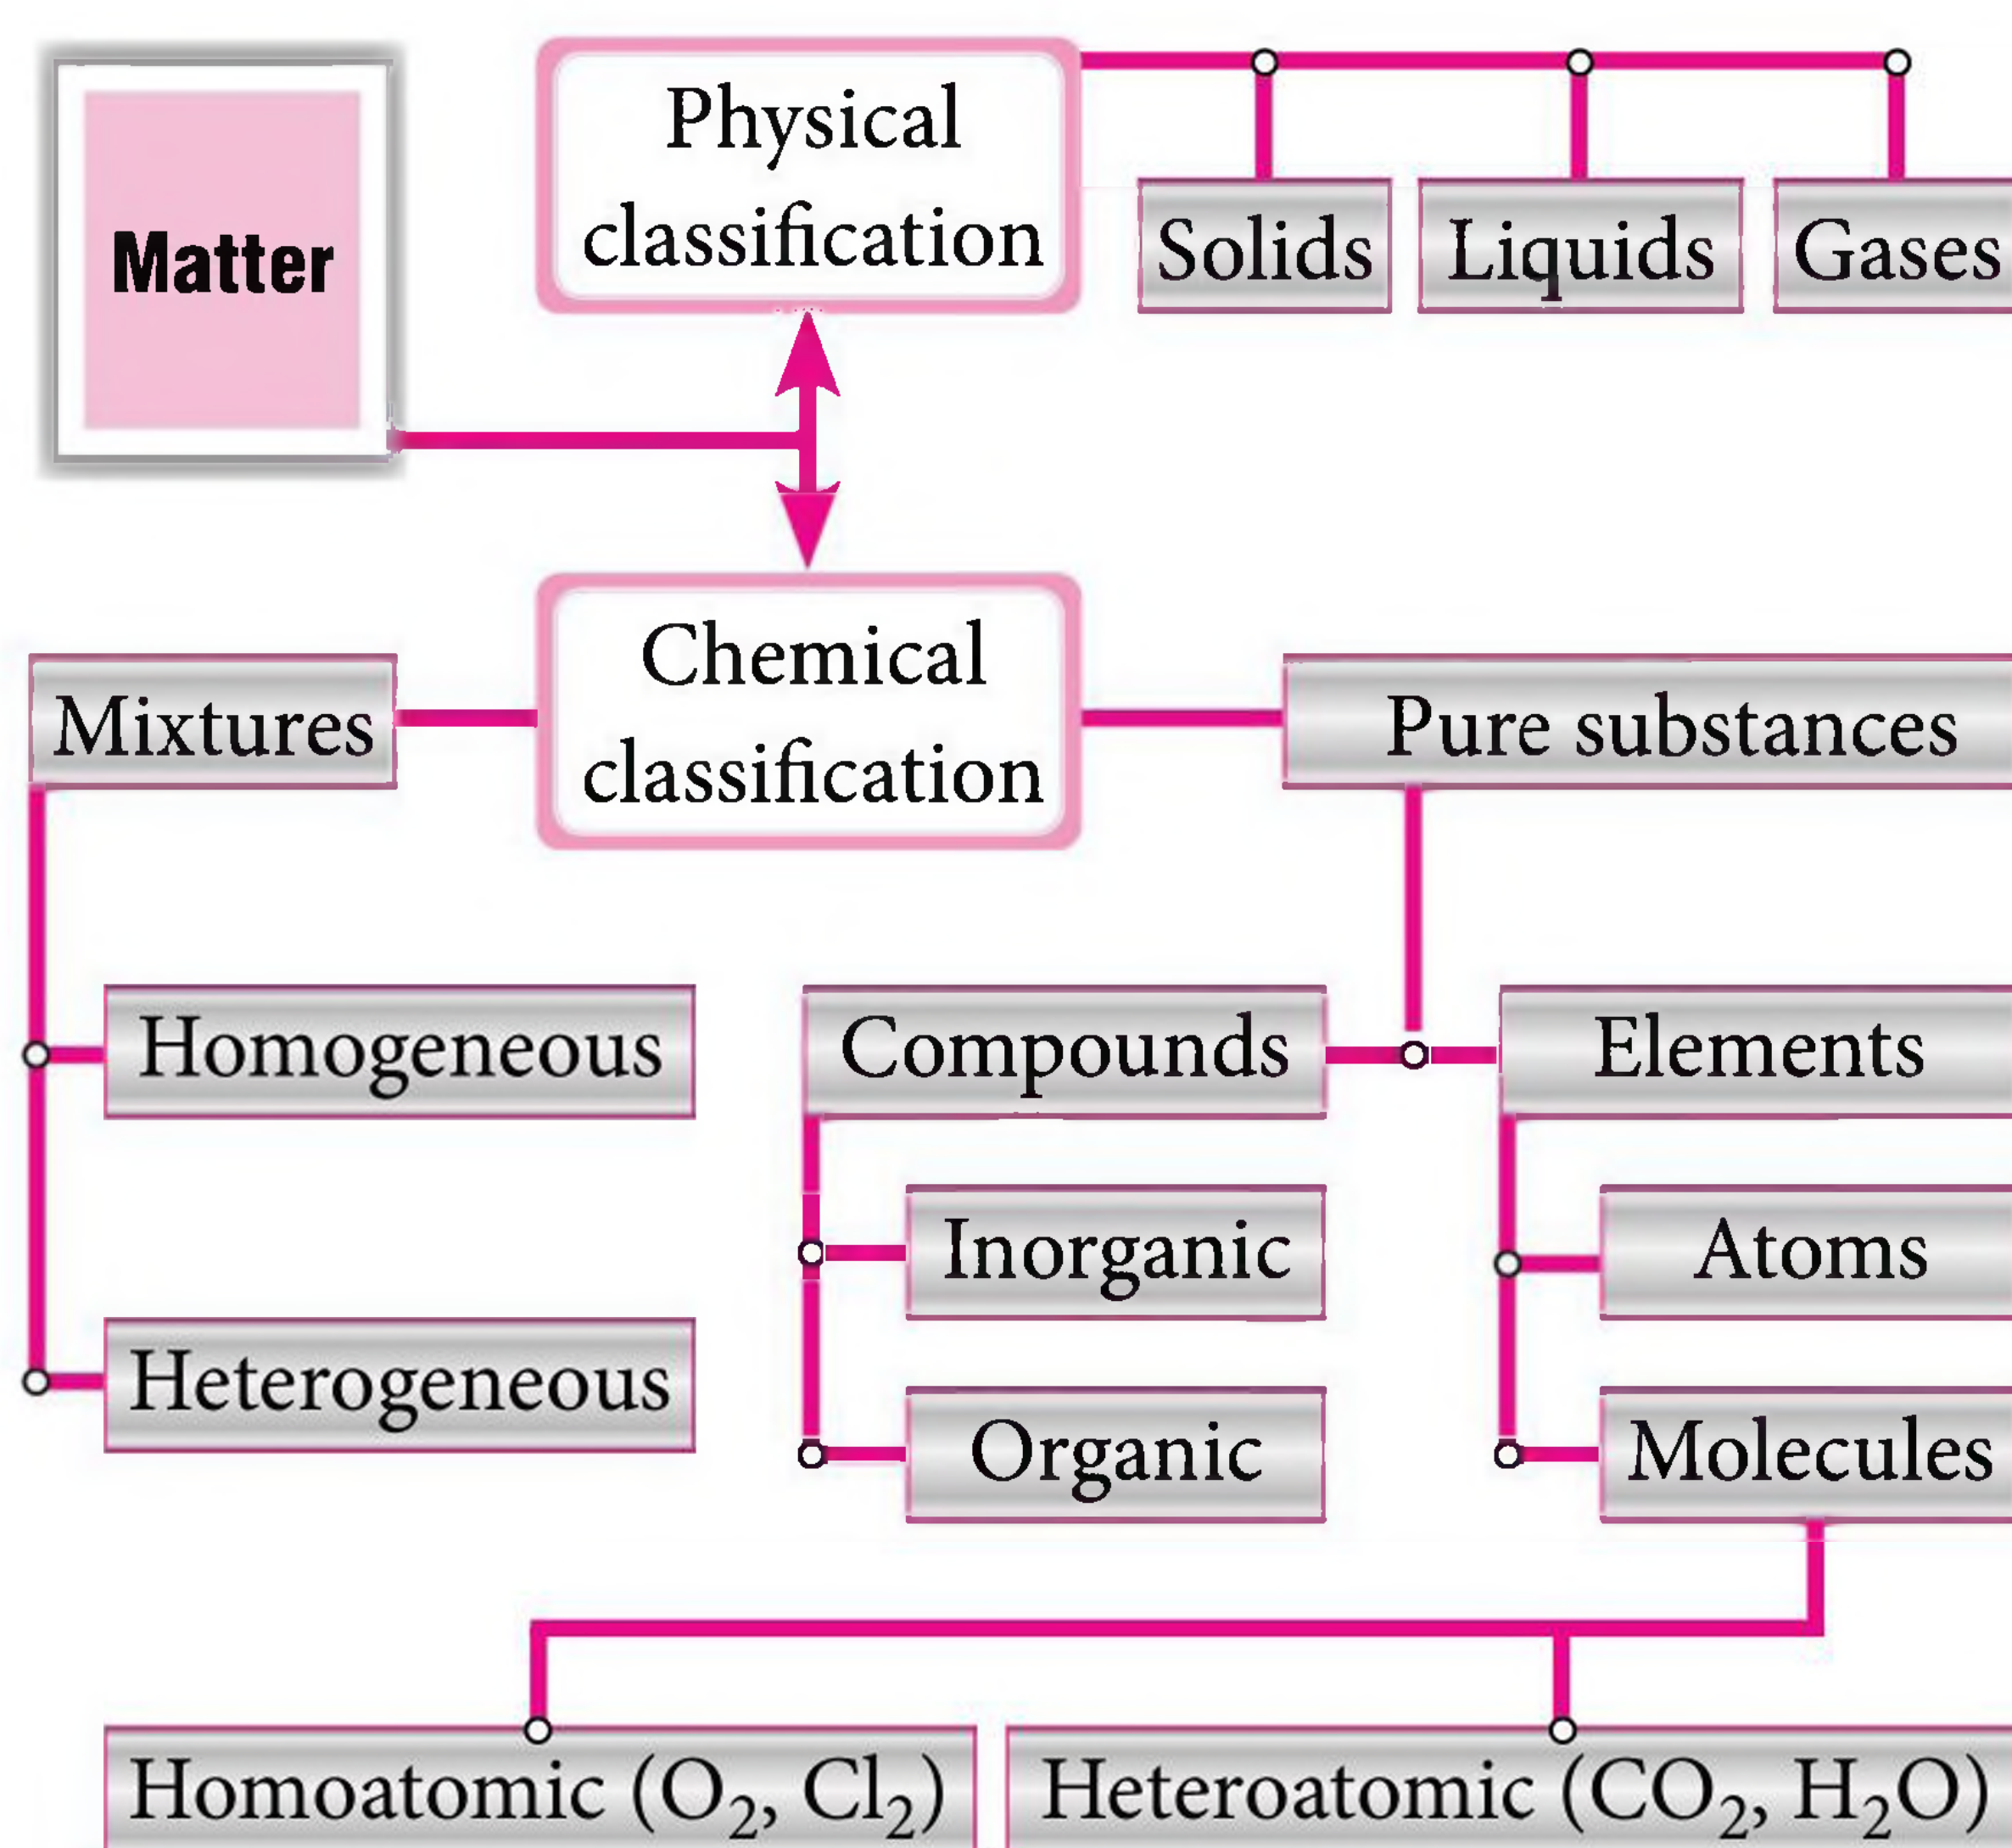 Matter
Physical
classification
Solids
Liquids
Gases
Chemical
classification
Mixtures
Pure substances
Homogeneous
Compounds
Elements
Inorganic
Atoms
Heterogeneous
Organic
Molecules
Homoatomic (O₂, Cl₂)
Heteroatomic (CO₂, H₂O)